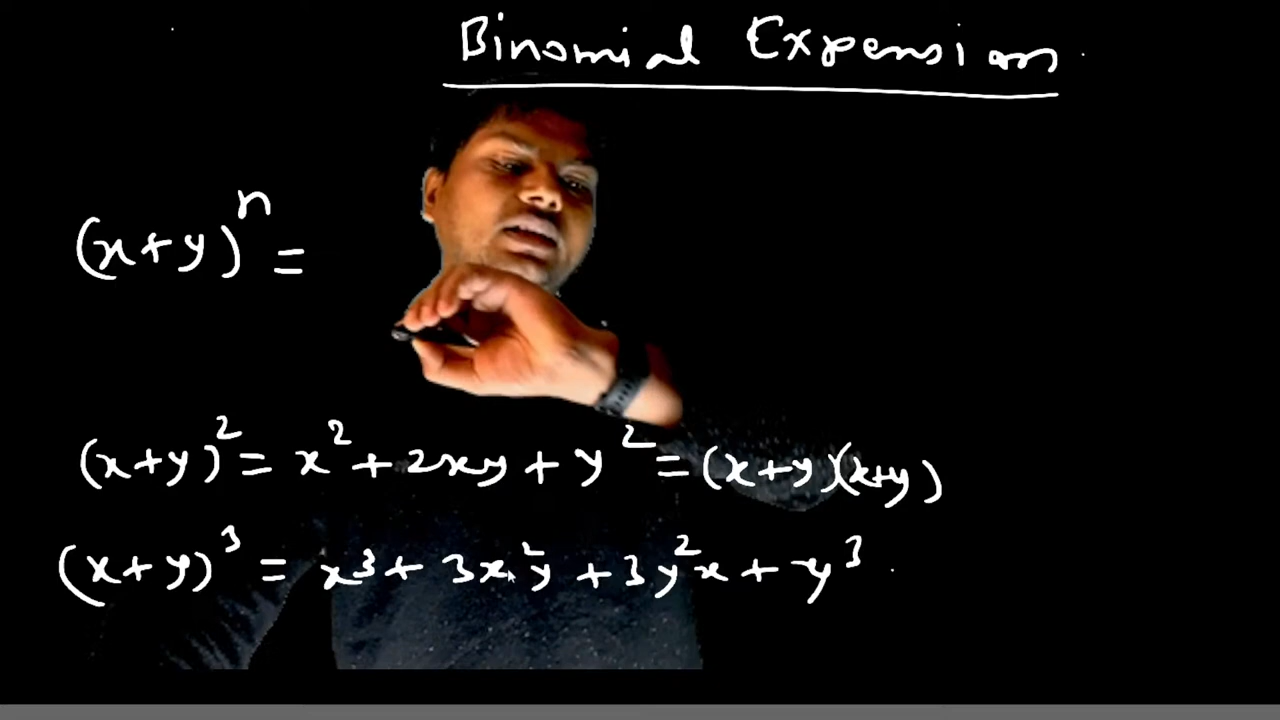 Binomial Expension
(x+y)^n =
(x+y)^2 = x^2 + 2xy + y^2 = (x+y)(x+y)
(x+y)^3 = x^3 + 3x^2y + 3y^2x + y^3